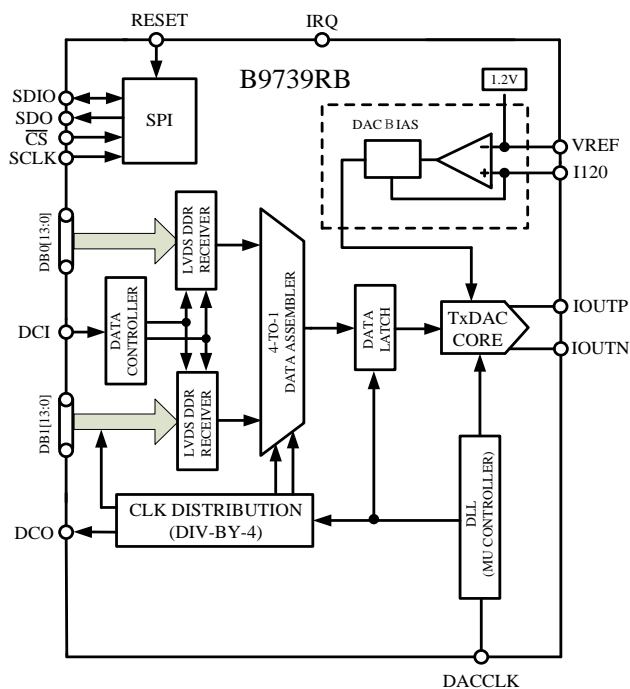 RESET
IRQ
B9739RB
1.2V
SDIO
SDO
CS
SCLK
SPI
DAC BIAS
−
+
VREF
I120
DB0[13:0]
LVDS DDR
RECEIVER
DCI
DATA
CONTROLLER
4-TO-1
DATA ASSEMBLER
DATA
LATCH
TxDAC
CORE
IOUTP
IOUTN
DB1[13:0]
LVDS DDR
RECEIVER
CLK DISTRIBUTION
(DIV-BY-4)
DLL
(MU CONTROLLER)
DCO
DACCLK